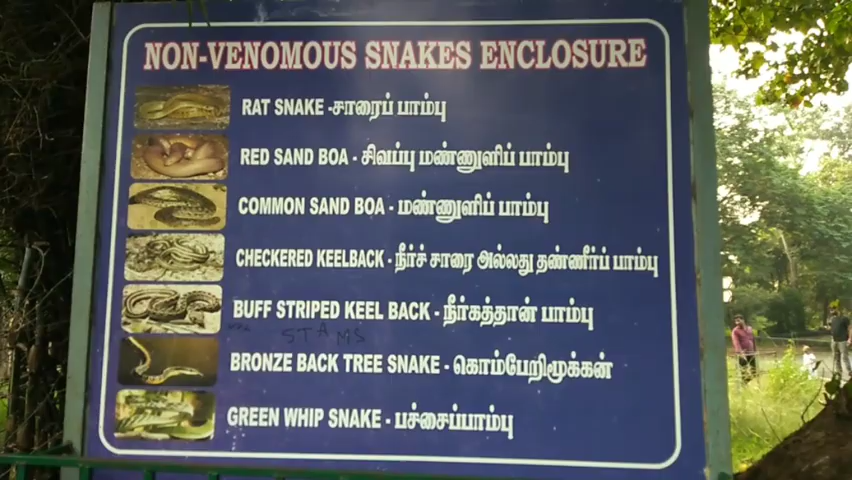 NON-VENOMOUS SNAKES ENCLOSURE
RAT SNAKE -சாரைப் பாம்பு
RED SAND BOA - சிவப்பு மண்ணுளிப் பாம்பு
COMMON SAND BOA - மண்ணுளிப் பாம்பு
CHECKERED KEELBACK - நீர்ச் சாரை அல்லது தண்ணீர்ப் பாம்பு
BUFF STRIPED KEEL BACK - நீர்கத்தான் பாம்பு
STAMS
BRONZE BACK TREE SNAKE - கொம்பேறிமூக்கன்
GREEN WHIP SNAKE - பச்சைப்பாம்பு